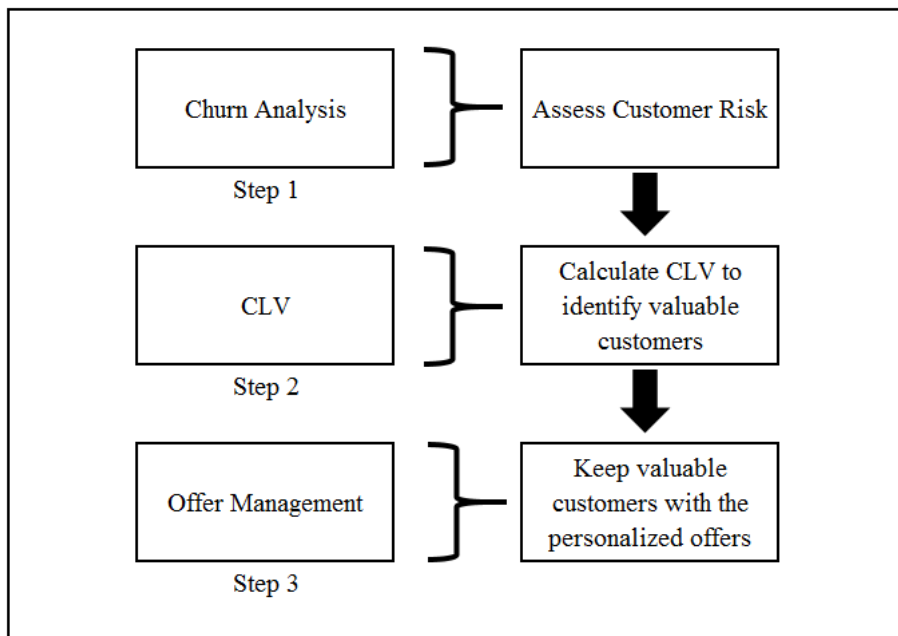 Churn Analysis
Assess Customer Risk
Step 1
CLV
Calculate CLV to
identify valuable
customers
Step 2
Offer Management
Keep valuable
customers with the
personalized offers
Step 3